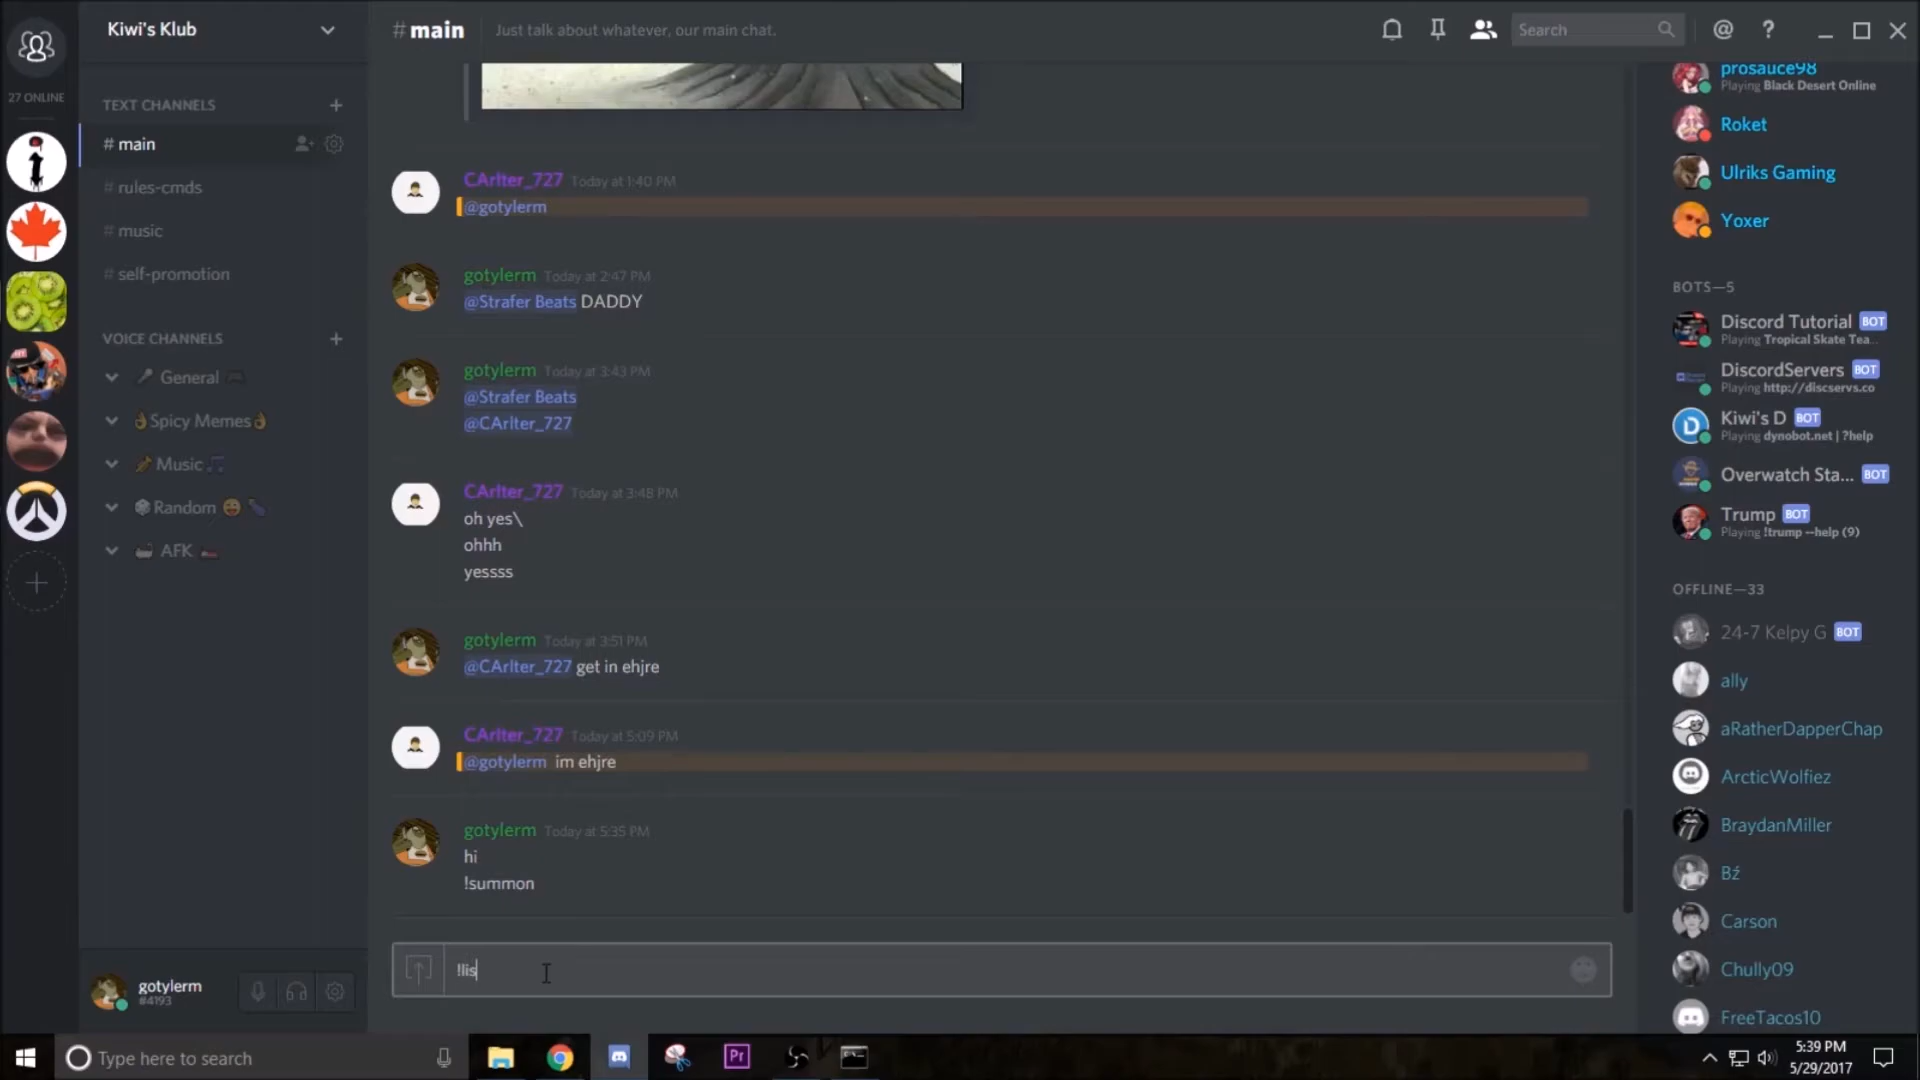 Kiwi's Klub
27 ONLINE
TEXT CHANNELS
# main
# rules-cmds
# music
# self-promotion
VOICE CHANNELS
General
Spicy Memes
Music
Random
AFK
gotylerm
#4193
# main
Just talk about whatever, our main chat.
Search
CArlter_727 Today at 1:40 PM
@gotylerm
gotylerm Today at 2:47 PM
@Strafer Beats DADDY
gotylerm Today at 3:43 PM
@Strafer Beats
@CArlter_727
CArlter_727 Today at 3:48 PM
oh yes\
ohhh
yessss
gotylerm Today at 3:51 PM
@CArlter_727 get in ehjre
CArlter_727 Today at 5:09 PM
@gotylerm im ehjre
gotylerm Today at 5:35 PM
hi
!summon
!lis
prosauce98
Playing Black Desert Online
Roket
Ulriks Gaming
Yoxer
BOTS—5
Discord Tutorial BOT
Playing Tropical Skate Tea...
DiscordServers BOT
Playing http://discservs.co
Kiwi's D BOT
Playing dynobot.net | ?help
Overwatch Sta... BOT
Trump BOT
Playing !trump --help (9)
OFFLINE—33
24-7 Kelpy G BOT
ally
aRatherDapperChap
ArcticWolfiez
BraydanMiller
Bź
Carson
Chully09
FreeTacos10
Type here to search
Pr
5:39 PM
5/29/2017